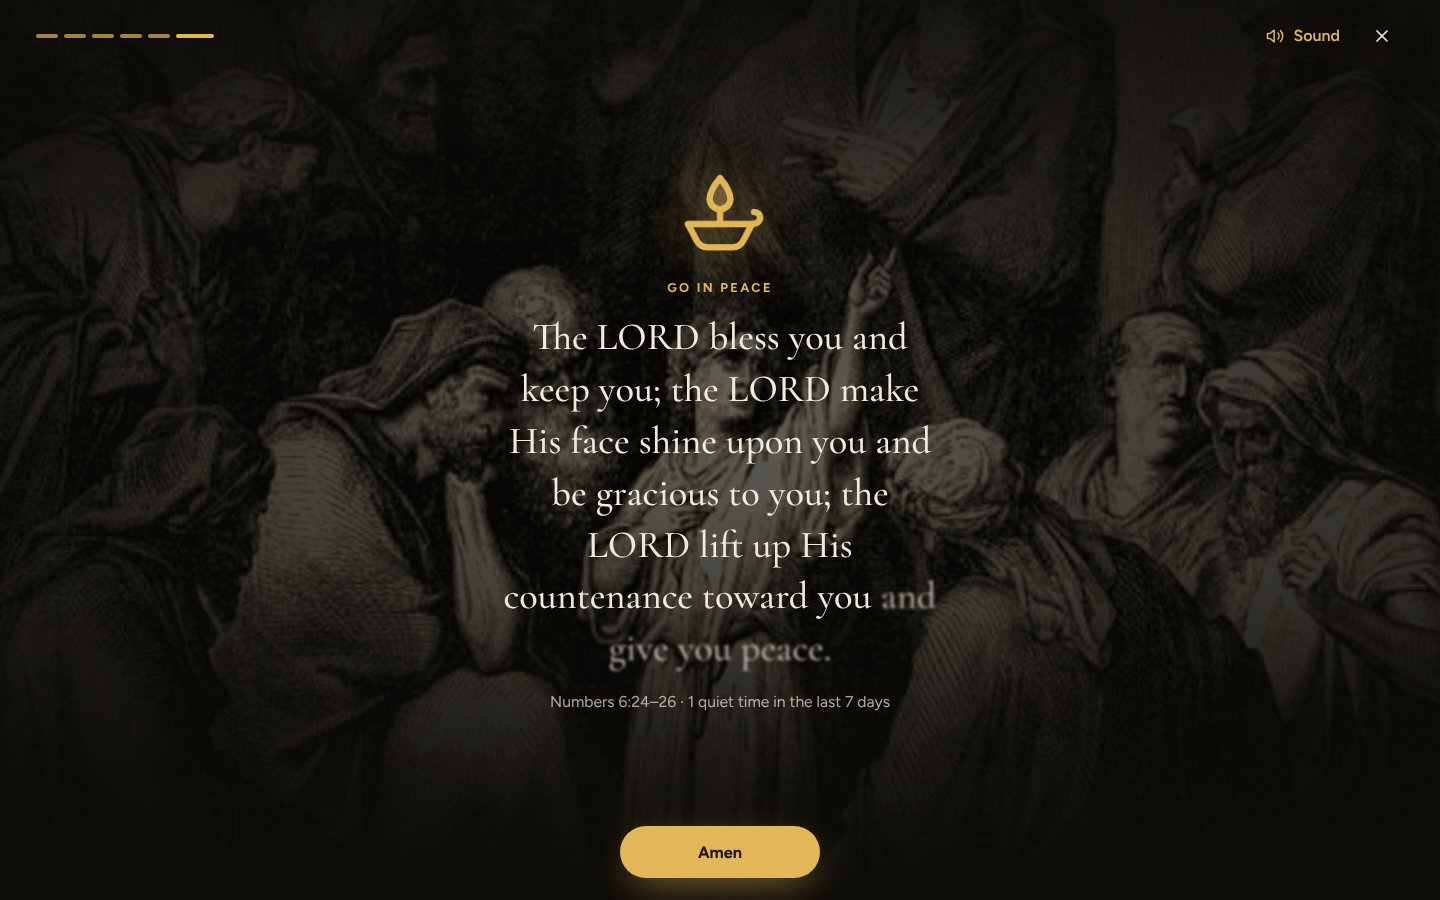 Sound
GO IN PEACE
The LORD bless you and
keep you; the LORD make
His face shine upon you and
be gracious to you; the
LORD lift up His
countenance toward you and
give you peace.
Numbers 6:24–26 · 1 quiet time in the last 7 days
Amen